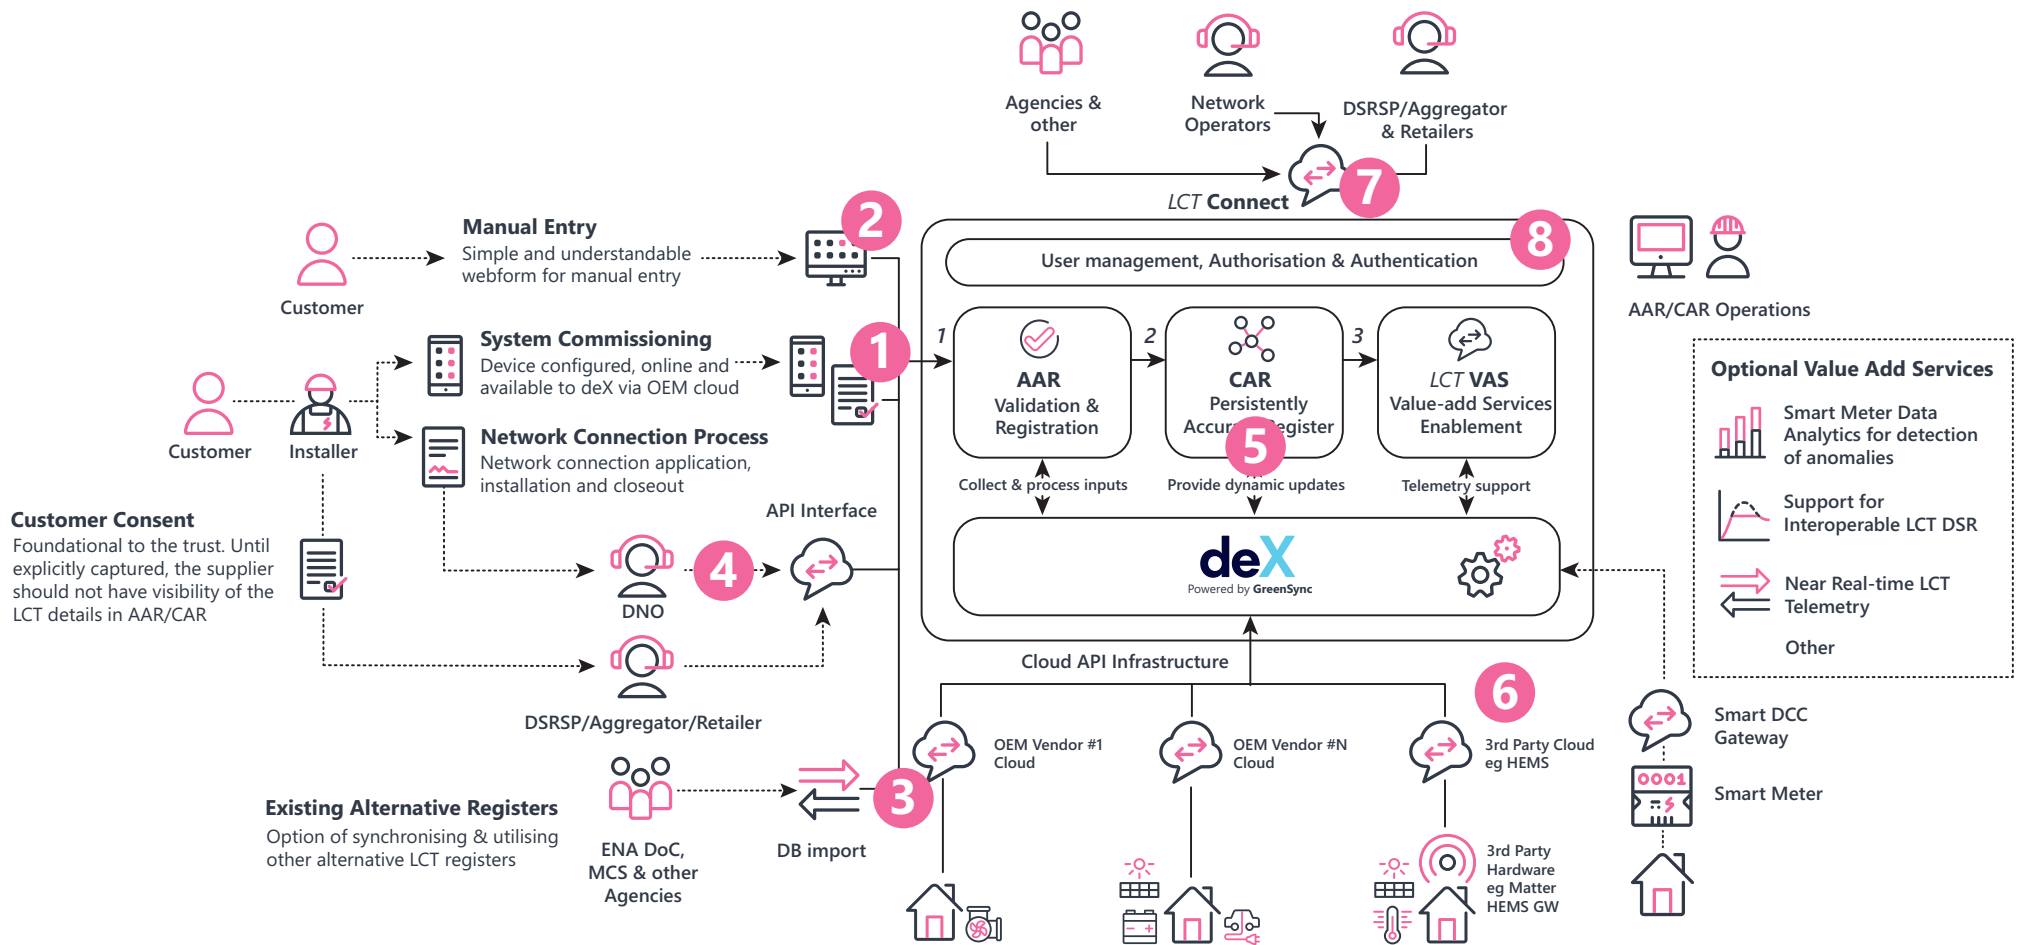 Agencies &
other
Network
Operators
DSRSP/Aggregator
& Retailers
7
LCT Connect
2
Manual Entry
Simple and understandable
webform for manual entry
Customer
8
User management, Authorisation & Authentication
AAR/CAR Operations
1
System Commissioning
Device configured, online and
available to deX via OEM cloud
Customer
Installer
Network Connection Process
Network connection application,
installation and closeout
1
AAR
Validation &
Registration
2
CAR
Persistently
Register
5
3
LCT VAS
Value-add Services
Enablement
Collect & process inputs
Provide dynamic updates
Telemetry support
deX
Powered by GreenSync
Optional Value Add Services
Smart Meter Data
Analytics for detection
of anomalies
Support for
Interoperable LCT DSR
Near Real-time LCT
Telemetry
Other
Customer Consent
Foundational to the trust. Until
explicitly captured, the supplier
should not have visibility of the
LCT details in AAR/CAR
API Interface
4
DNO
DSRSP/Aggregator/Retailer
Cloud API Infrastructure
6
OEM Vendor #1
Cloud
OEM Vendor #N
Cloud
3rd Party Cloud
eg HEMS
Smart DCC
Gateway
0001
Smart Meter
Existing Alternative Registers
Option of synchronising & utilising
other alternative LCT registers
ENA DoC,
MCS & other
Agencies
3
DB import
3rd Party
Hardware
eg Matter
HEMS GW